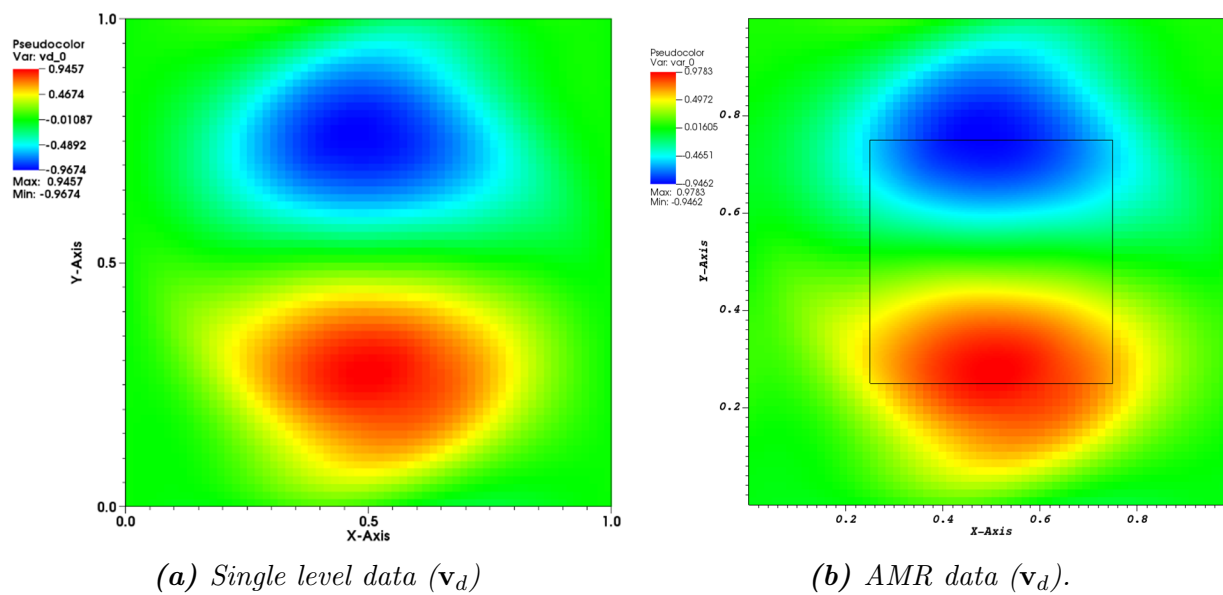 Pseudocolor
Var: vd_0
0.9457
0.4674
-0.01087
-0.4892
-0.9674
Max: 0.9457
Min: -0.9674
1.0
0.5
0.0
Y-Axis
0.0
0.5
1.0
X-Axis
(a) Single level data (v_d)
Pseudocolor
Var: var_0
0.9783
0.4972
0.01605
-0.4651
-0.9462
Max: 0.9783
Min: -0.9462
0.8
0.6
0.4
0.2
Y-Axis
0.2
0.4
0.6
0.8
X-Axis
(b) AMR data (v_d).